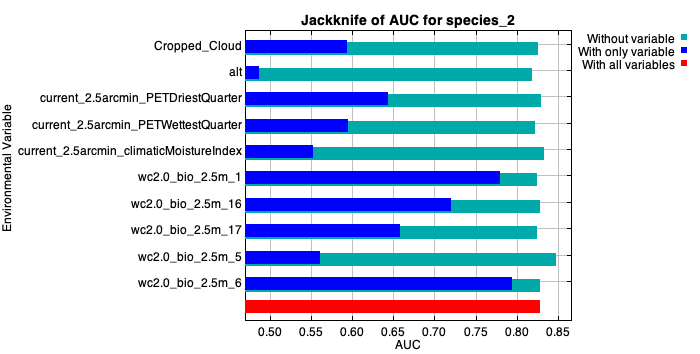 Jackknife of AUC for species_2
Without variable
With only variable
With all variables
Environmental Variable
Cropped_Cloud
alt
current_2.5arcmin_PETDriestQuarter
current_2.5arcmin_PETWettestQuarter
current_2.5arcmin_climaticMoistureIndex
wc2.0_bio_2.5m_1
wc2.0_bio_2.5m_16
wc2.0_bio_2.5m_17
wc2.0_bio_2.5m_5
wc2.0_bio_2.5m_6
0.50 0.55 0.60 0.65 0.70 0.75 0.80 0.85
AUC